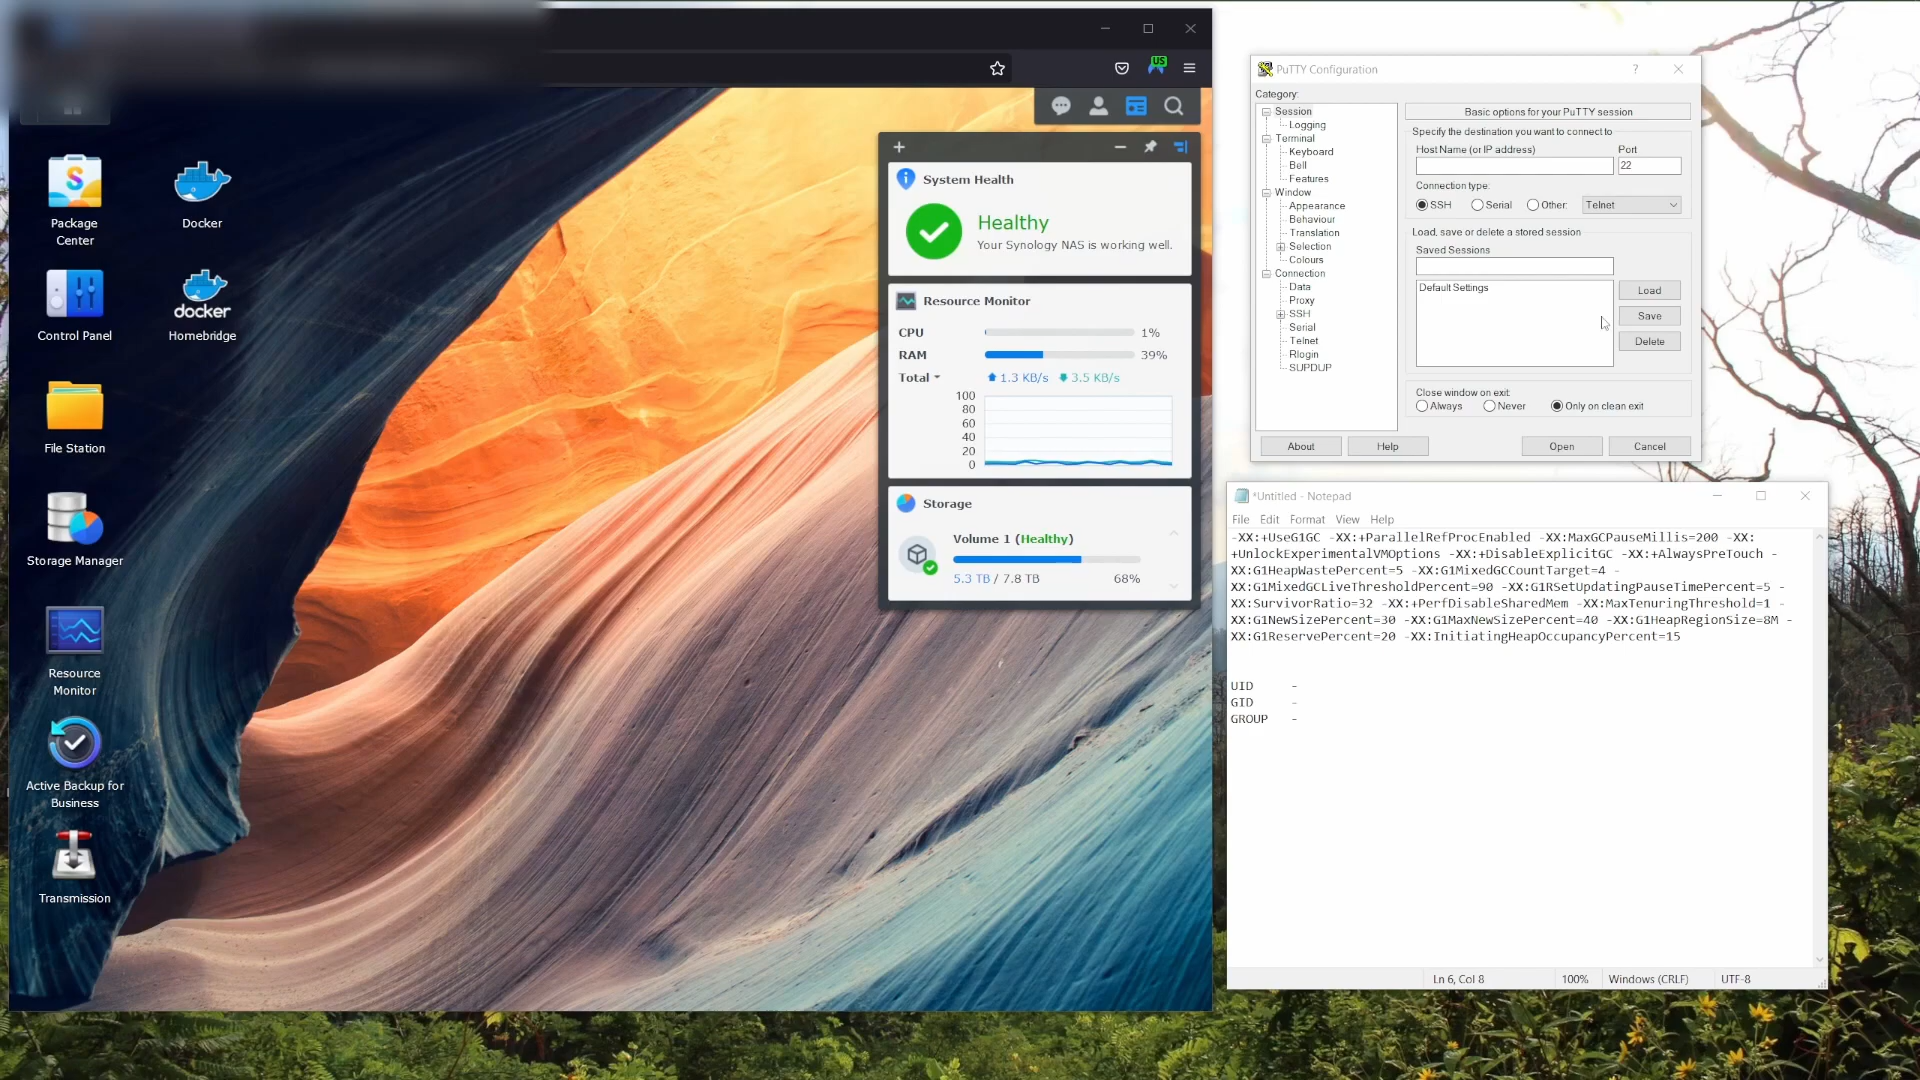 US
Package
Center
Docker
Control Panel
docker
Homebridge
File Station
Storage Manager
Resource
Monitor
Active Backup for
Business
Transmission
System Health
Healthy
Your Synology NAS is working well.
Resource Monitor
CPU 1%
RAM 39%
Total 1.3 KB/s 3.5 KB/s
100
80
60
40
20
0
Storage
Volume 1 (Healthy)
5.3 TB / 7.8 TB 68%
PuTTY Configuration
Category:
Session
Logging
Terminal
Keyboard
Bell
Features
Window
Appearance
Behaviour
Translation
Selection
Colours
Connection
Data
Proxy
SSH
Serial
Telnet
Rlogin
SUPDUP
Basic options for your PuTTY session
Specify the destination you want to connect to
Host Name (or IP address) Port
22
Connection type:
SSH Serial Other: Telnet
Load, save or delete a stored session
Saved Sessions
Default Settings
Load
Save
Delete
Close window on exit:
Always Never Only on clean exit
About Help Open Cancel
*Untitled - Notepad
File Edit Format View Help
-XX:+UseG1GC -XX:+ParallelRefProcEnabled -XX:MaxGCPauseMillis=200 -XX:
+UnlockExperimentalVMOptions -XX:+DisableExplicitGC -XX:+AlwaysPreTouch -
XX:G1HeapWastePercent=5 -XX:G1MixedGCCountTarget=4 -
XX:G1MixedGCLiveThresholdPercent=90 -XX:G1RSetUpdatingPauseTimePercent=5 -
XX:SurvivorRatio=32 -XX:+PerfDisableSharedMem -XX:MaxTenuringThreshold=1 -
XX:G1NewSizePercent=30 -XX:G1MaxNewSizePercent=40 -XX:G1HeapRegionSize=8M -
XX:G1ReservePercent=20 -XX:InitiatingHeapOccupancyPercent=15
UID -
GID -
GROUP -
Ln 6, Col 8 100% Windows (CRLF) UTF-8